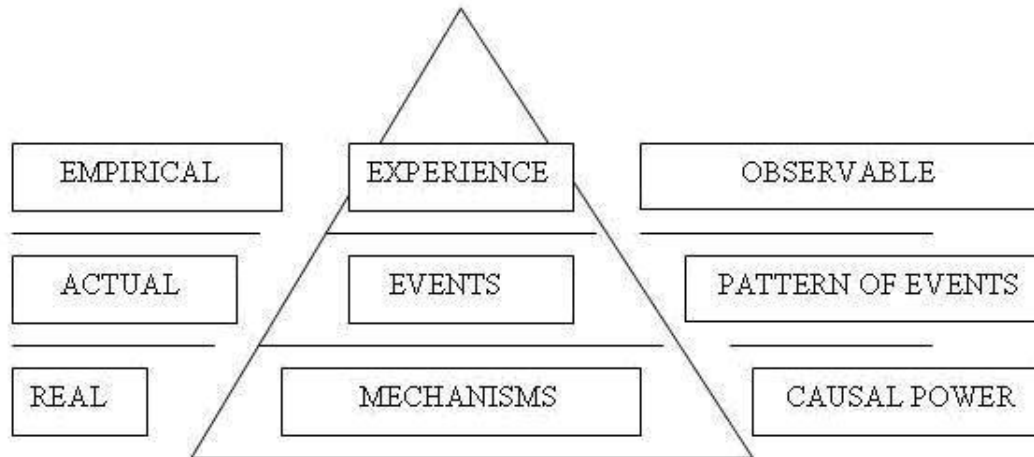 EMPIRICAL EXPERIENCE OBSERVABLE
ACTUAL EVENTS PATTERN OF EVENTS
REAL MECHANISMS CAUSAL POWER